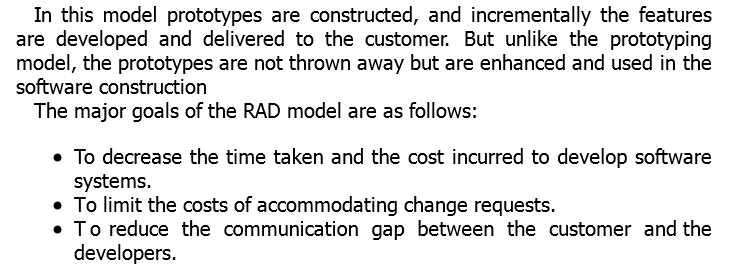 In this model prototypes are constructed, and incrementally the features
are developed and delivered to the customer. But unlike the prototyping
model, the prototypes are not thrown away but are enhanced and used in the
software construction
The major goals of the RAD model are as follows:
• To decrease the time taken and the cost incurred to develop software
systems.
• To limit the costs of accommodating change requests.
• To reduce the communication gap between the customer and the
developers.